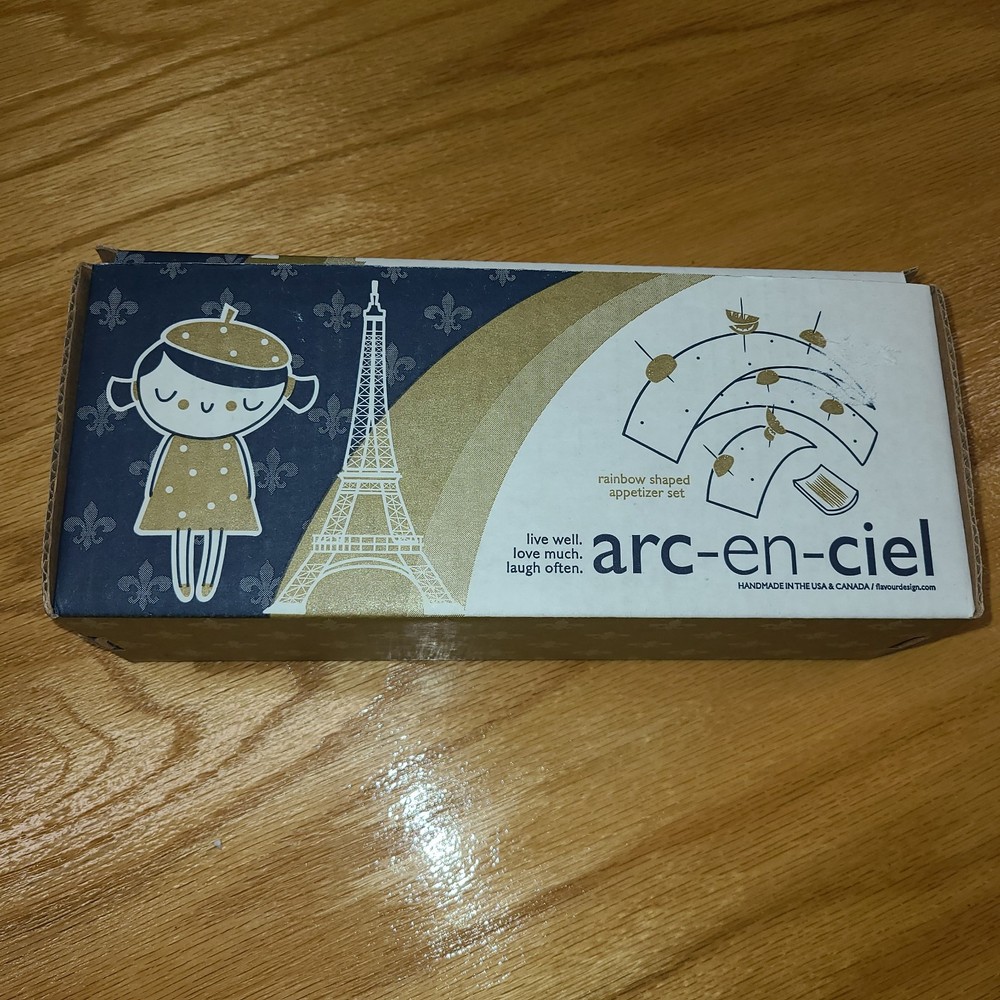 rainbow shaped
appetizer set
live well.
love much.
laugh often.
arc-en-ciel
HANDMADE IN THE USA & CANADA / flavourdesign.com